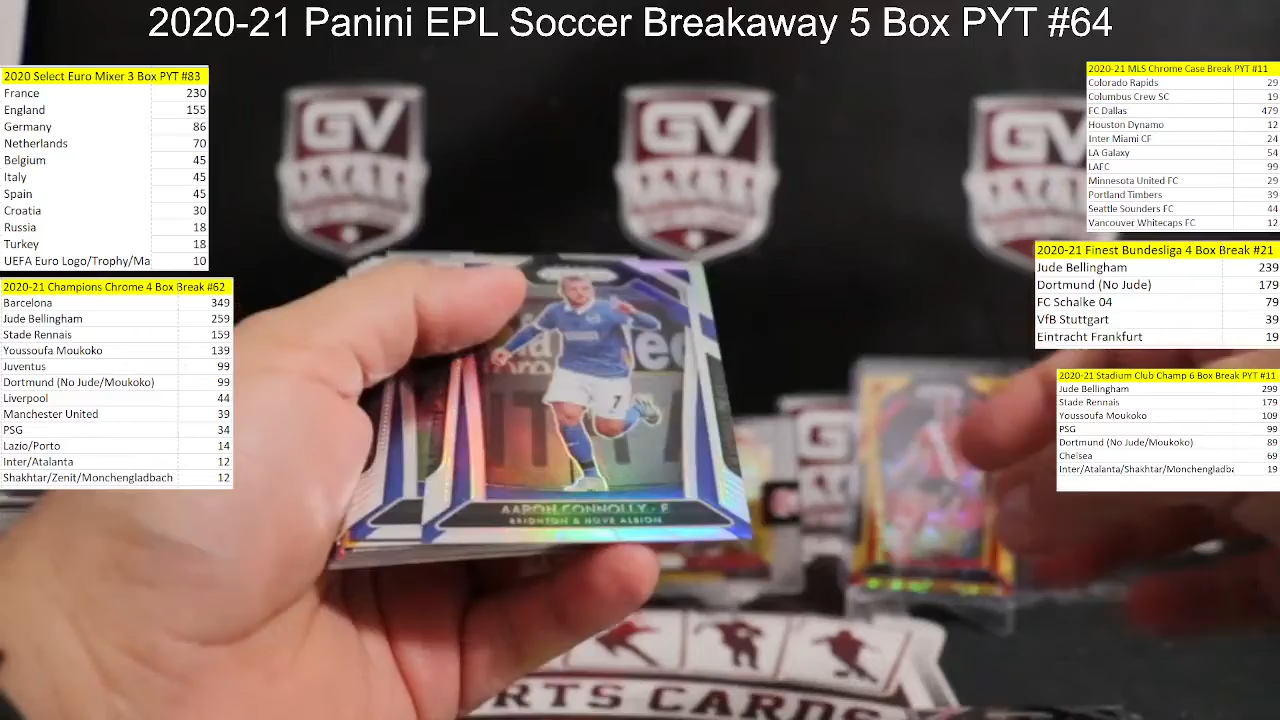 2020-21 Panini EPL Soccer Breakaway 5 Box PYT #64
2020 Select Euro Mixer 3 Box PYT #83
France 230
England 155
Germany 86
Netherlands 70
Belgium 45
Italy 45
Spain 45
Croatia 30
Russia 18
Turkey 18
UEFA Euro Logo/Trophy/Ma 10
2020-21 Champions Chrome 4 Box Break #62
Barcelona 349
Jude Bellingham 259
Stade Rennais 159
Youssoufa Moukoko 139
Juventus 99
Dortmund (No Jude/Moukoko) 99
Liverpool 44
Manchester United 39
PSG 34
Lazio/Porto 14
Inter/Atalanta 12
Shakhtar/Zenit/Monchengladbach 12
2020-21 MLS Chrome Case Break PYT #11
Colorado Rapids 29
Columbus Crew SC 19
FC Dallas 479
Houston Dynamo 12
Inter Miami CF 24
LA Galaxy 54
LAFC 99
Minnesota United FC 29
Portland Timbers 39
Seattle Sounders FC 44
Vancouver Whitecaps FC 12
2020-21 Finest Bundesliga 4 Box Break #21
Jude Bellingham 239
Dortmund (No Jude) 179
FC Schalke 04 79
VfB Stuttgart 39
Eintracht Frankfurt 19
2020-21 Stadium Club Champ 6 Box Break PYT #11
Jude Bellingham 299
Stade Rennais 179
Youssoufa Moukoko 109
PSG 99
Dortmund (No Jude/Moukoko) 89
Chelsea 69
Inter/Atalanta/Shakhtar/Monchengladba 19
GV
GV
GV
7
AARON CONNOLLY - F
BRIGHTON & HOVE ALBION
GV
RTS CARDS